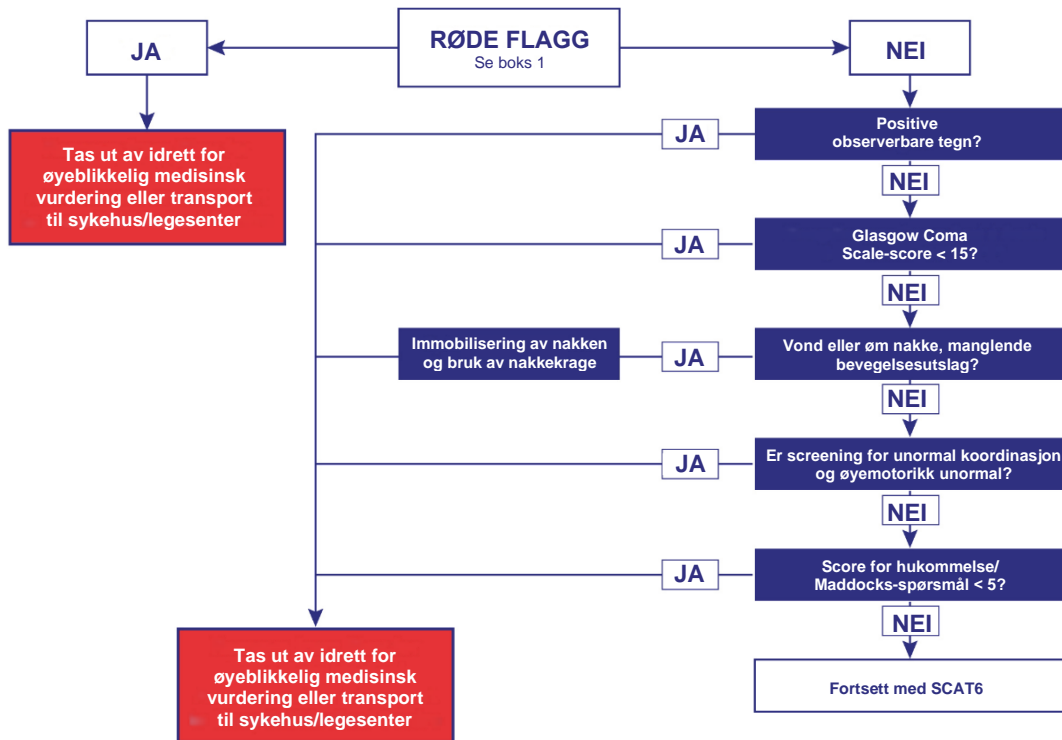 RØDE FLAGG
Se boks 1
JA
NEI
Tas ut av idrett for
øyeblikkelig medisinsk
vurdering eller transport
til sykehus/legesenter
JA
Positive
observerbare tegn?
NEI
JA
Glasgow Coma
Scale-score < 15?
NEI
Immobilisering av nakken
og bruk av nakkekrage
JA
Vond eller øm nakke, manglende
bevegelsesutslag?
NEI
JA
Er screening for unormal koordinasjon
og øyemotorikk unormal?
NEI
JA
Score for hukommelse/
Maddocks-spørsmål < 5?
NEI
Tas ut av idrett for
øyeblikkelig medisinsk
vurdering eller transport
til sykehus/legesenter
Fortsett med SCAT6